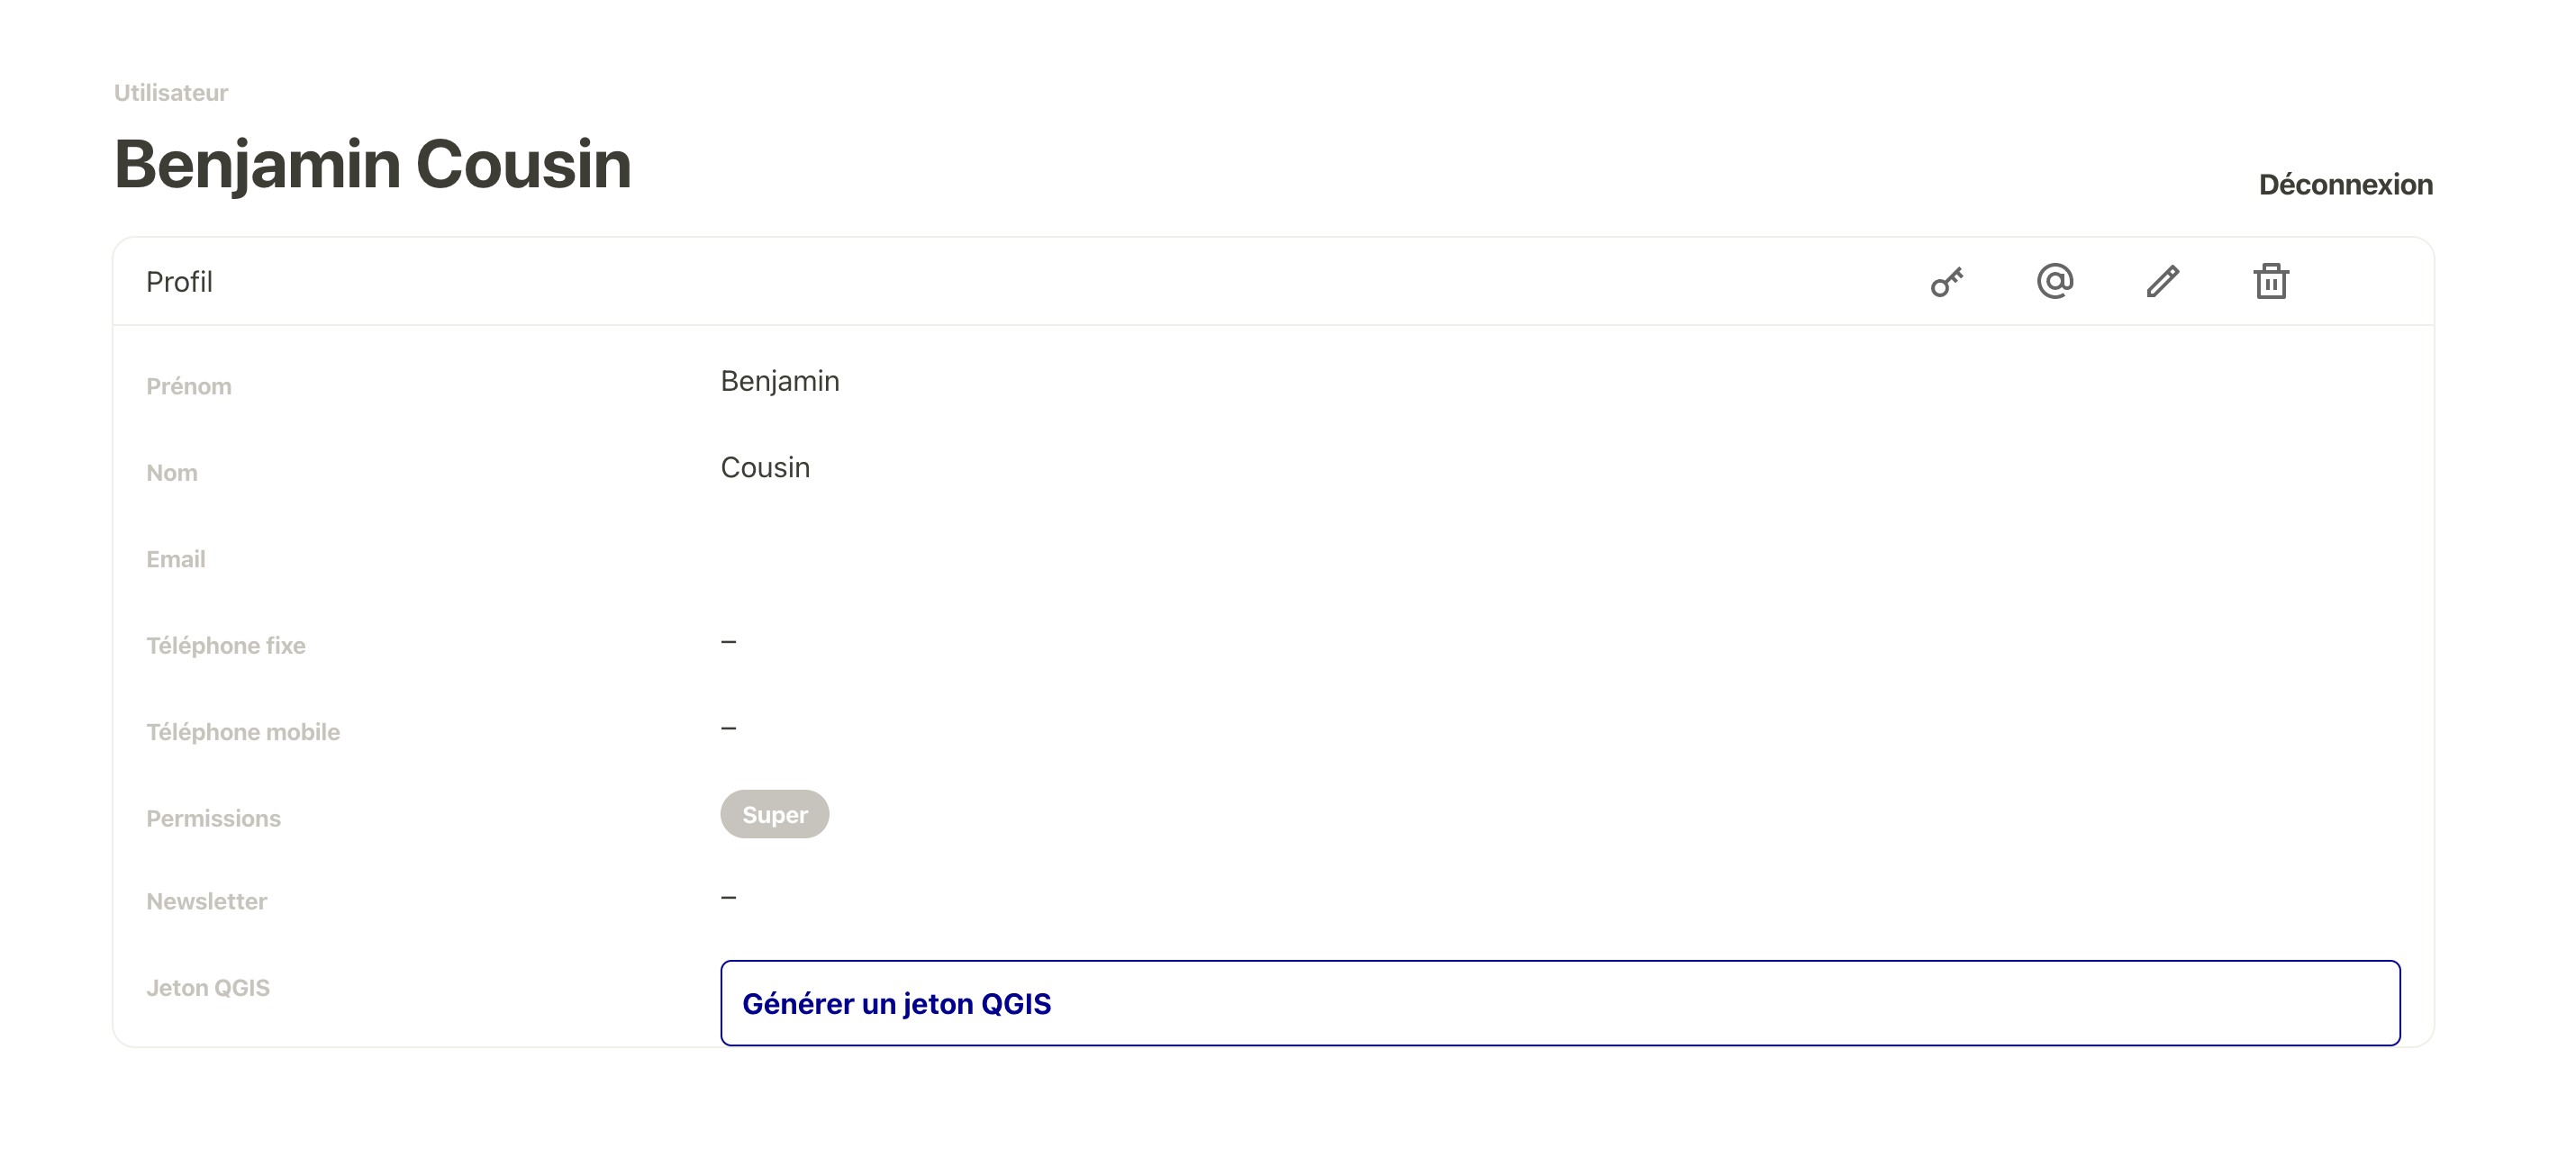 Utilisateur
Benjamin Cousin
Déconnexion
Profil
Prénom
Benjamin
Nom
Cousin
Email
Téléphone fixe
–
Téléphone mobile
–
Permissions
Super
Newsletter
–
Jeton QGIS
Générer un jeton QGIS